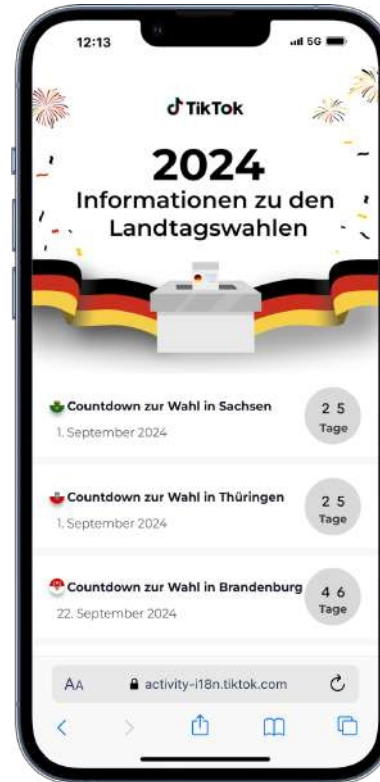 12:13
5G
TikTok
2024
Informationen zu den
Landtagswahlen
Countdown zur Wahl in Sachsen
2 5
Tage
1. September 2024
Countdown zur Wahl in Thüringen
2 5
Tage
1. September 2024
Countdown zur Wahl in Brandenburg
4 6
Tage
22. September 2024
AA
activity-i18n.tiktok.com